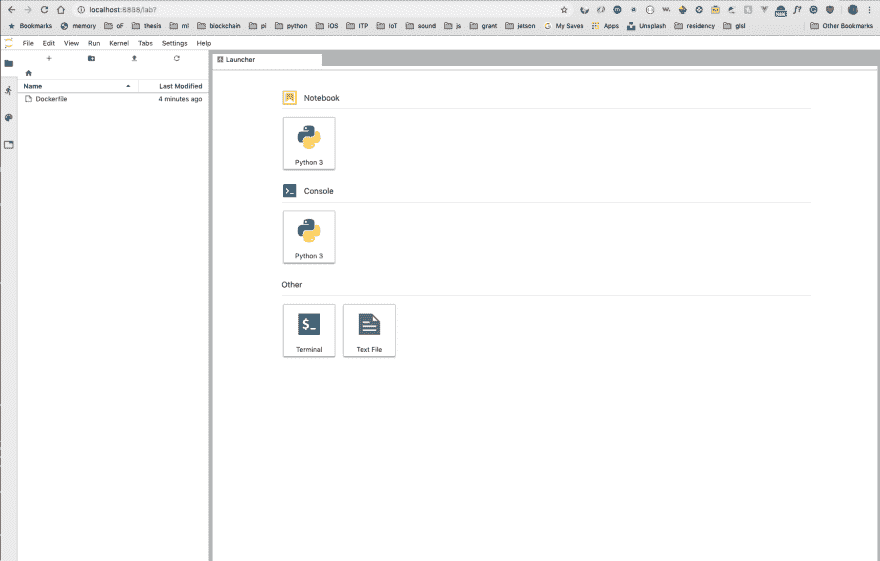 localhost:8888/lab?
Bookmarks memory oF thesis ml blockchain pi python iOS ITP IoT sound js grant jetson My Saves Apps Unsplash residency glsl Other Bookmarks
File Edit View Run Kernel Tabs Settings Help
Launcher
Name Last Modified
Dockerfile 4 minutes ago
Notebook
Python 3
Console
Python 3
Other
$_
Terminal Text File